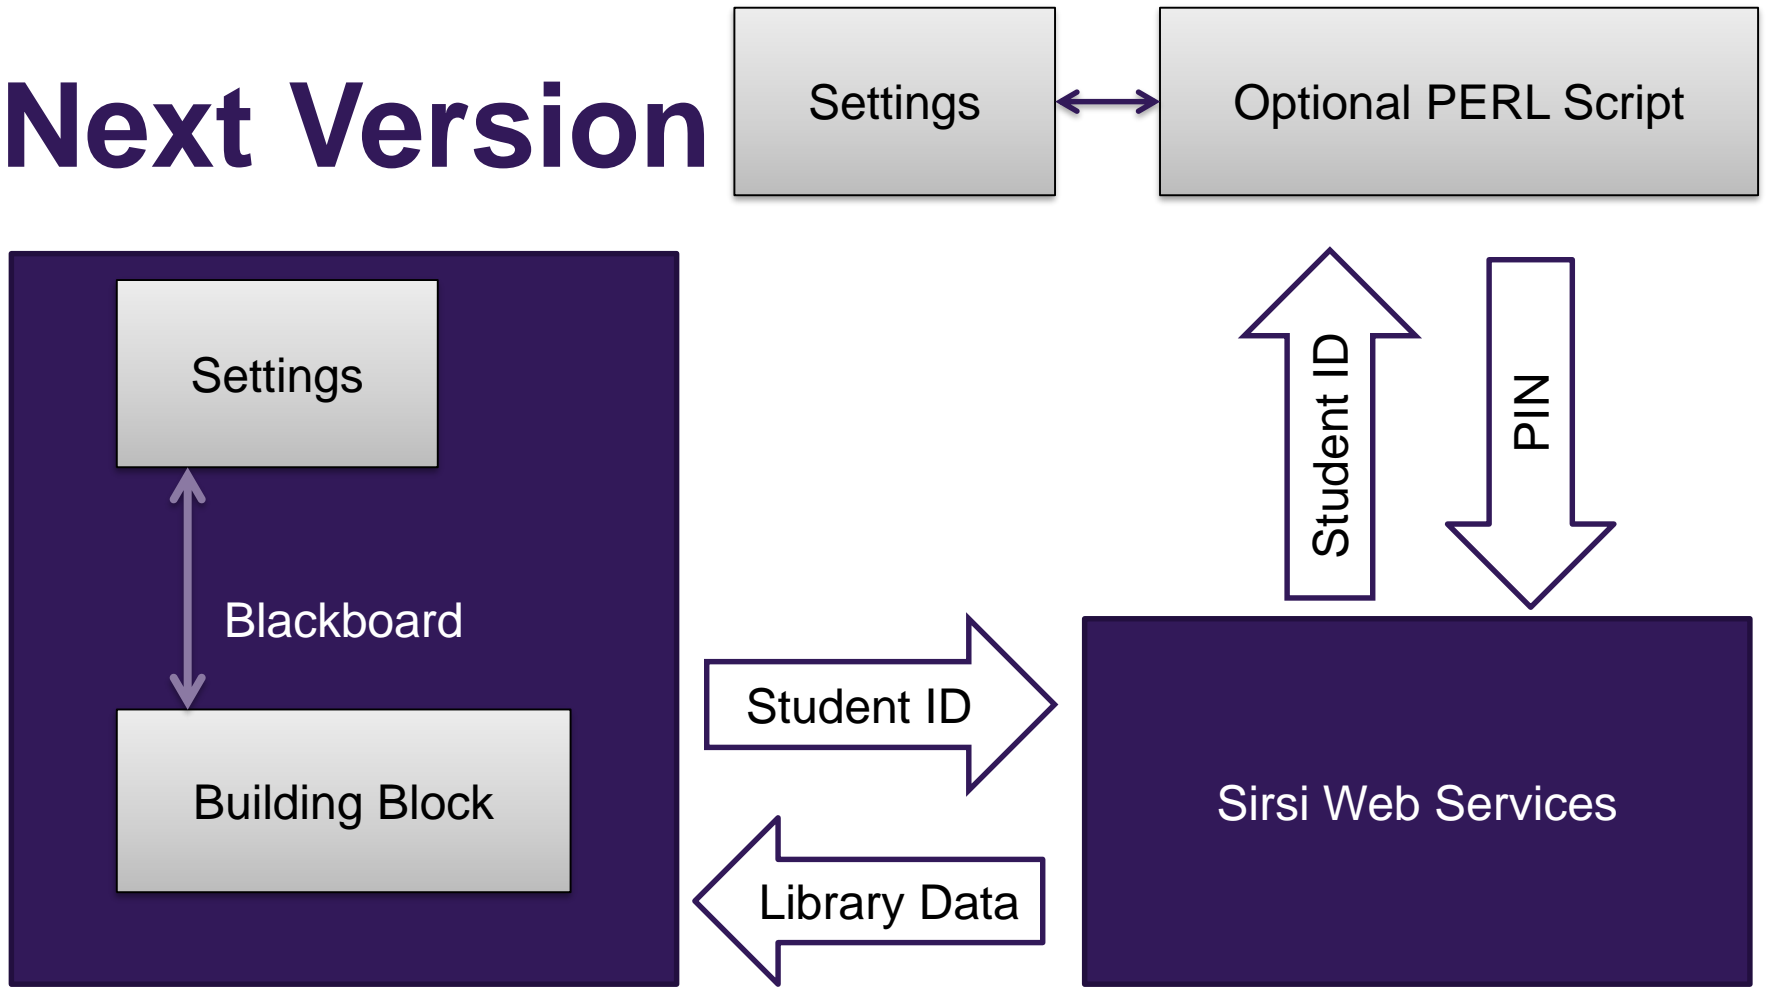 Next Version
Settings
Optional PERL Script
Settings
Blackboard
Building Block
Student ID
Library Data
Student ID
PIN
Sirsi Web Services